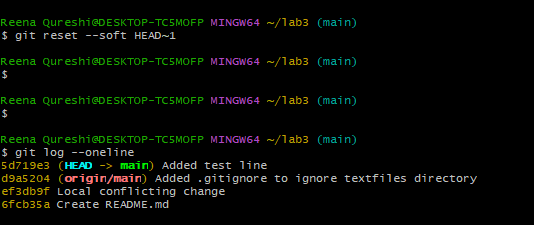 Reena Qureshi@DESKTOP-TC5MOFP MINGW64 ~/lab3 (main)
$ git reset --soft HEAD~1
Reena Qureshi@DESKTOP-TC5MOFP MINGW64 ~/lab3 (main)
$
Reena Qureshi@DESKTOP-TC5MOFP MINGW64 ~/lab3 (main)
$
Reena Qureshi@DESKTOP-TC5MOFP MINGW64 ~/lab3 (main)
$ git log --oneline
5d719e3 (HEAD -> main) Added test line
d9a5204 (origin/main) Added .gitignore to ignore textfiles directory
ef3db9f Local conflicting change
6fcb35a Create README.md